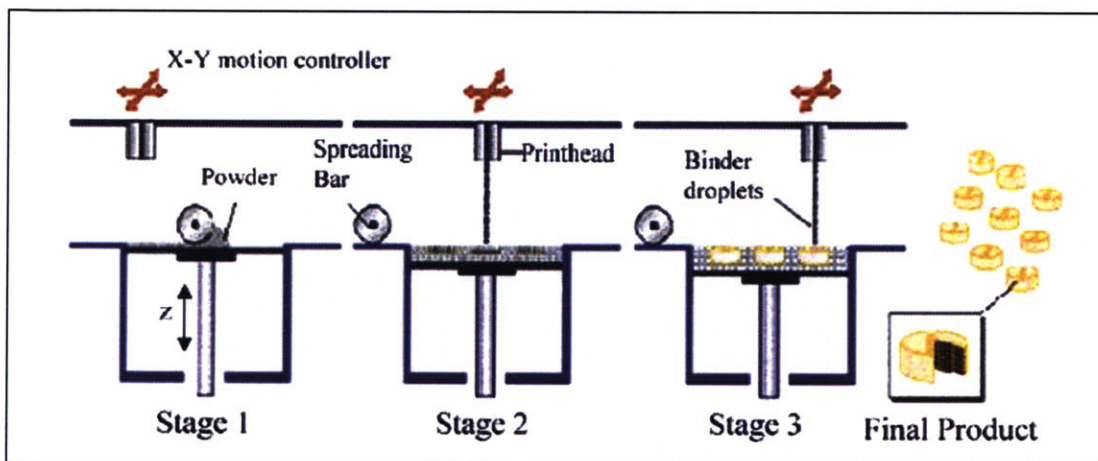 X-Y motion controller
Spreading
Bar
Printhead
Powder
Binder
droplets
Z
Stage 1
Stage 2
Stage 3
Final Product